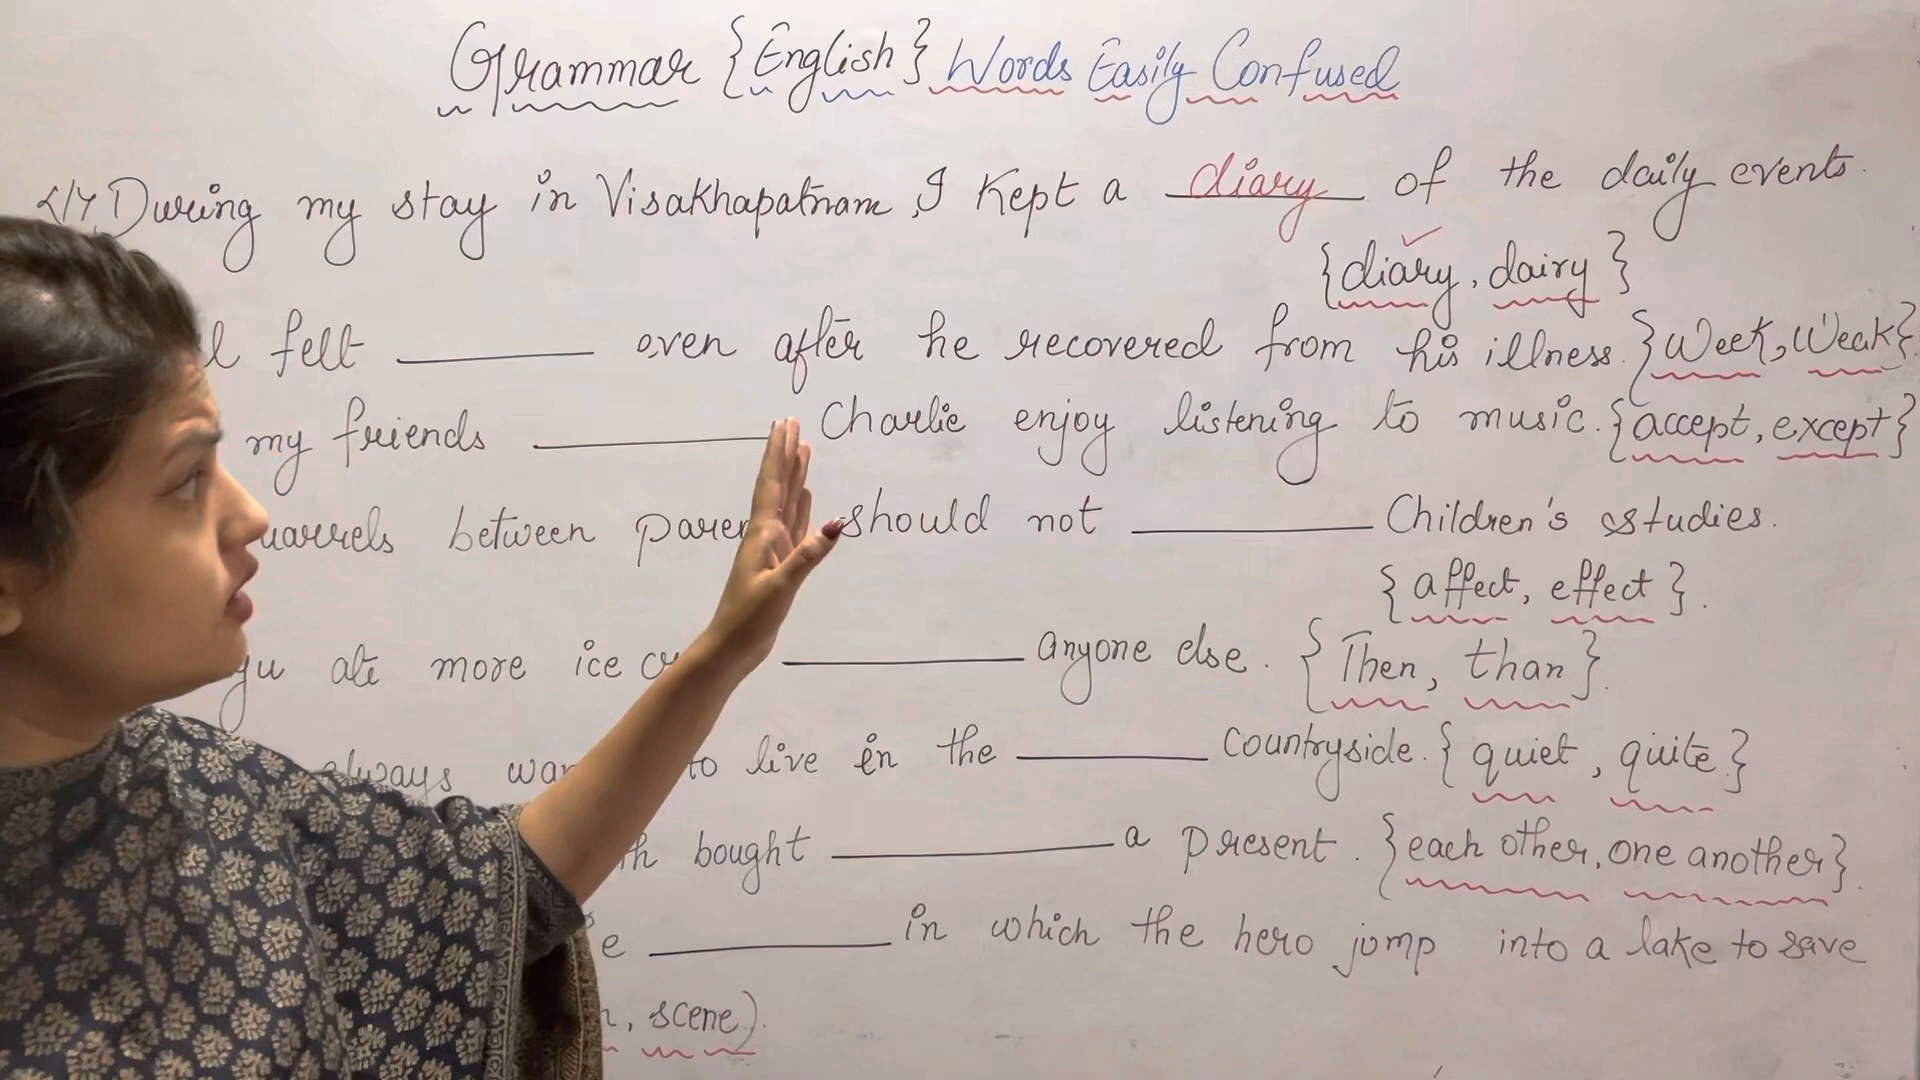 Grammar {English} Words Easily Confused
During my stay in Visakhapatnam, I Kept a diary of the daily events.
{diary, dairy}
felt ______ even after he recovered from his illness. {Week, Weak}
my friends ______ Charlie enjoy listening to music. {accept, except}
between should not ______ Children's studies.
{affect, effect}.
ate more ice ______ anyone else. {Then, than}.
always to live in the ______ countryside. {quiet, quite}
bought ______ a present. {each other, one another}.
______ in which the hero jump into a lake to save
, scene).